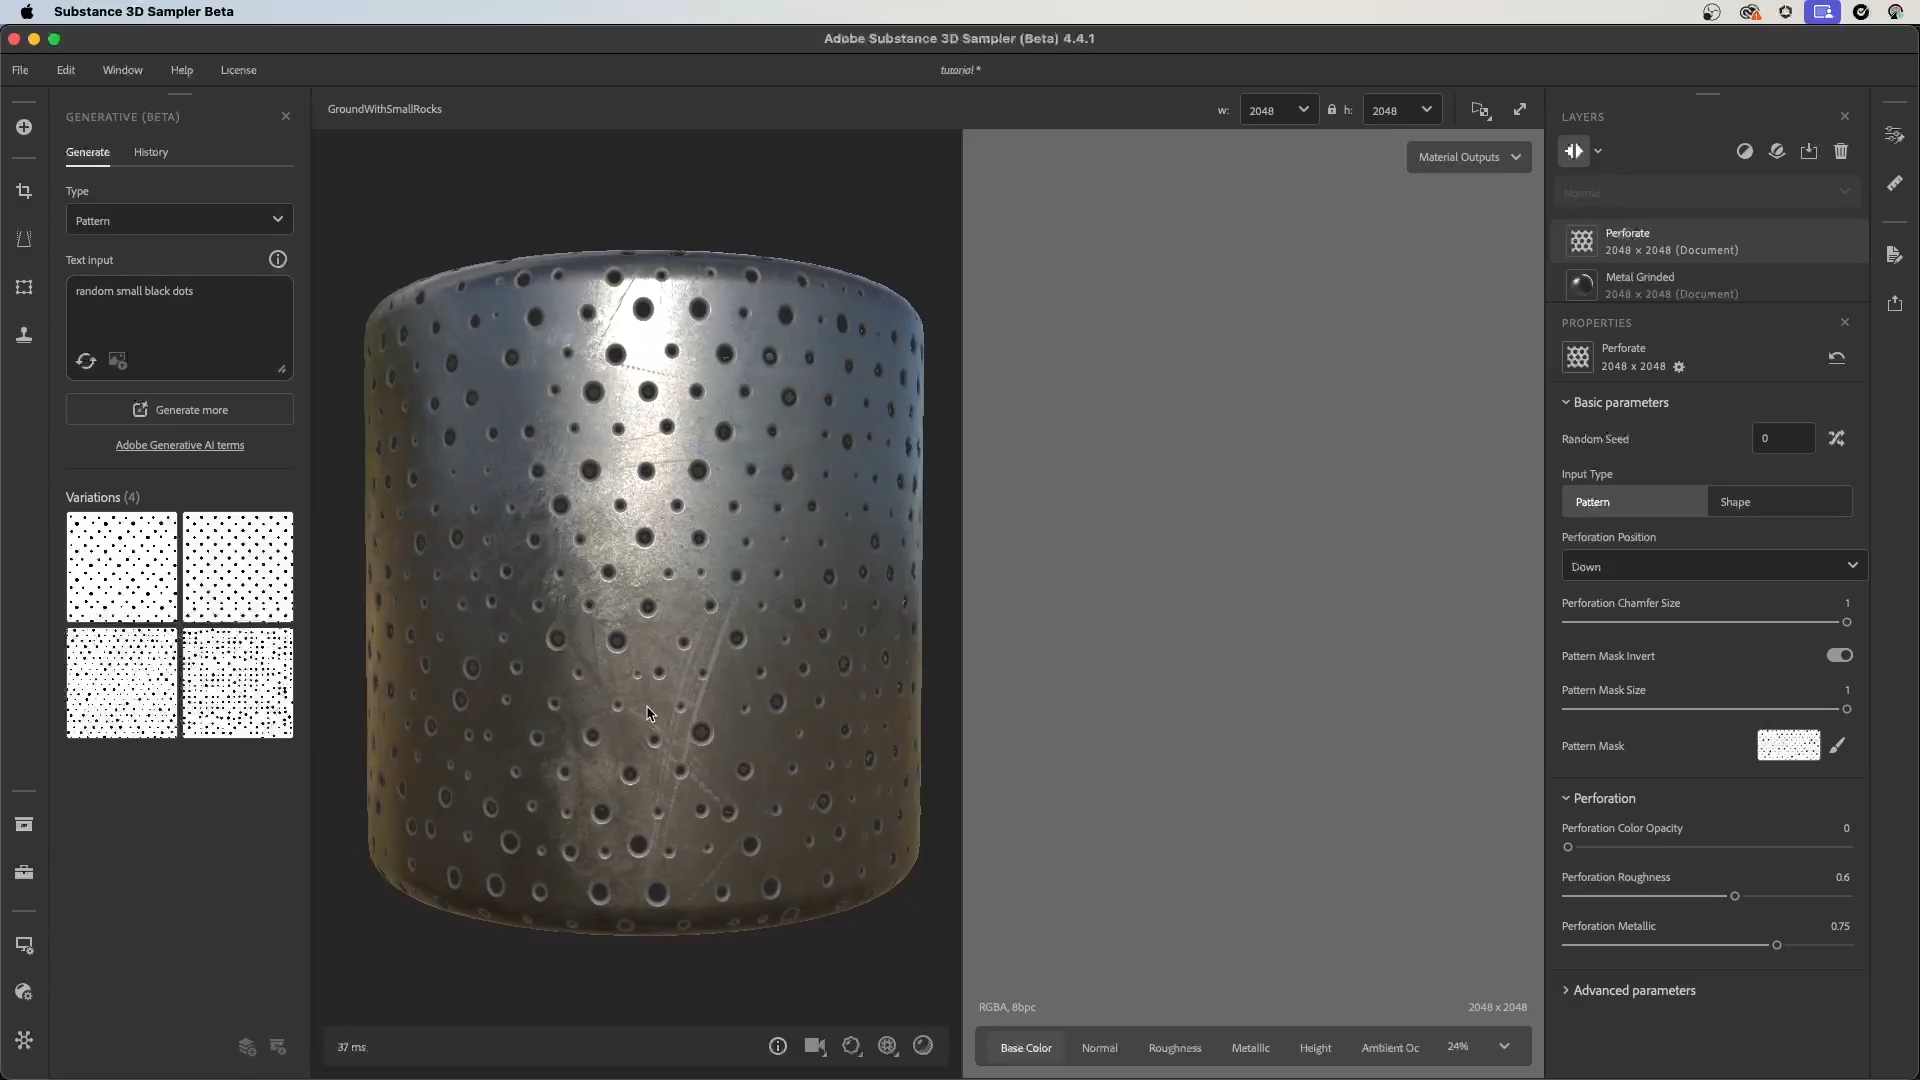 Substance 3D Sampler Beta
Adobe Substance 3D Sampler (Beta) 4.4.1
File Edit Window Help License
tutorial *
GENERATIVE (BETA)
Generate History
Type
Pattern
Text input
random small black dots
Generate more
Adobe Generative AI terms
Variations (4)
GroundWithSmallRocks
w: 2048 h: 2048
Material Outputs
37 ms
RGBA, 8bpc
2048 x 2048
Base Color Normal Roughness Metallic Height Ambient Oc 24%
LAYERS
Normal
Perforate
2048 x 2048 (Document)
Metal Grinded
2048 x 2048 (Document)
PROPERTIES
Perforate
2048 x 2048
Basic parameters
Random Seed 0
Input Type
Pattern Shape
Perforation Position
Down
Perforation Chamfer Size 1
Pattern Mask Invert
Pattern Mask Size 1
Pattern Mask
Perforation
Perforation Color Opacity 0
Perforation Roughness 0.6
Perforation Metallic 0.75
Advanced parameters